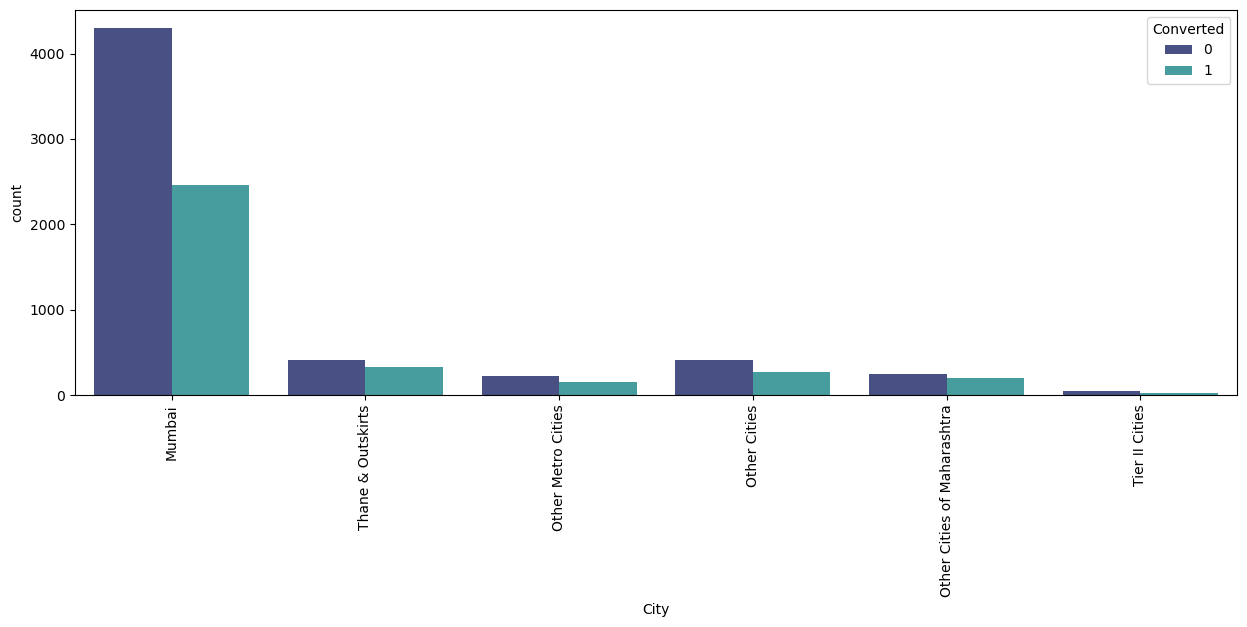 Converted
0
1
4000
3000
2000
1000
0
count
Mumbai
Thane & Outskirts
Other Metro Cities
Other Cities
Other Cities of Maharashtra
Tier II Cities
City